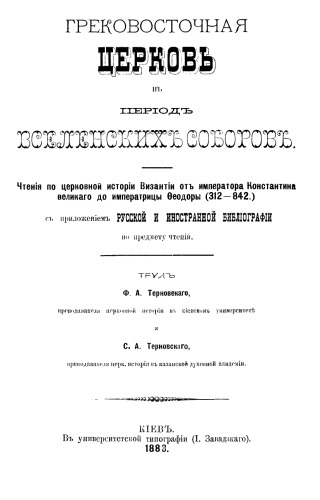 ГРЕКОВОСТОЧНАЯ
ЦЕРКОВЬ
въ
ПЕРІОДЪ
ВСЕЛЕНСКИХЪ СОБОРОВЪ.
Чтенія по церковной исторіи Византіи отъ императора Константина
великаго до императрицы Ѳеодоры (312—842.)
съ приложеніемъ РУССКОЙ И ИНОСТРАННОЙ БИБЛІОГРАФІИ
по предмету чтеній.
ТРУДЪ
Ф. А. Терновскаго,
преподавателя церковной исторіи въ кіевскомъ университетѣ
и
С. А. Терновскаго,
преподавателя церк. исторіи въ казанской духовной академіи.
КІЕВЪ.
Въ университетской типографіи (І. Завадзкаго).
1883.